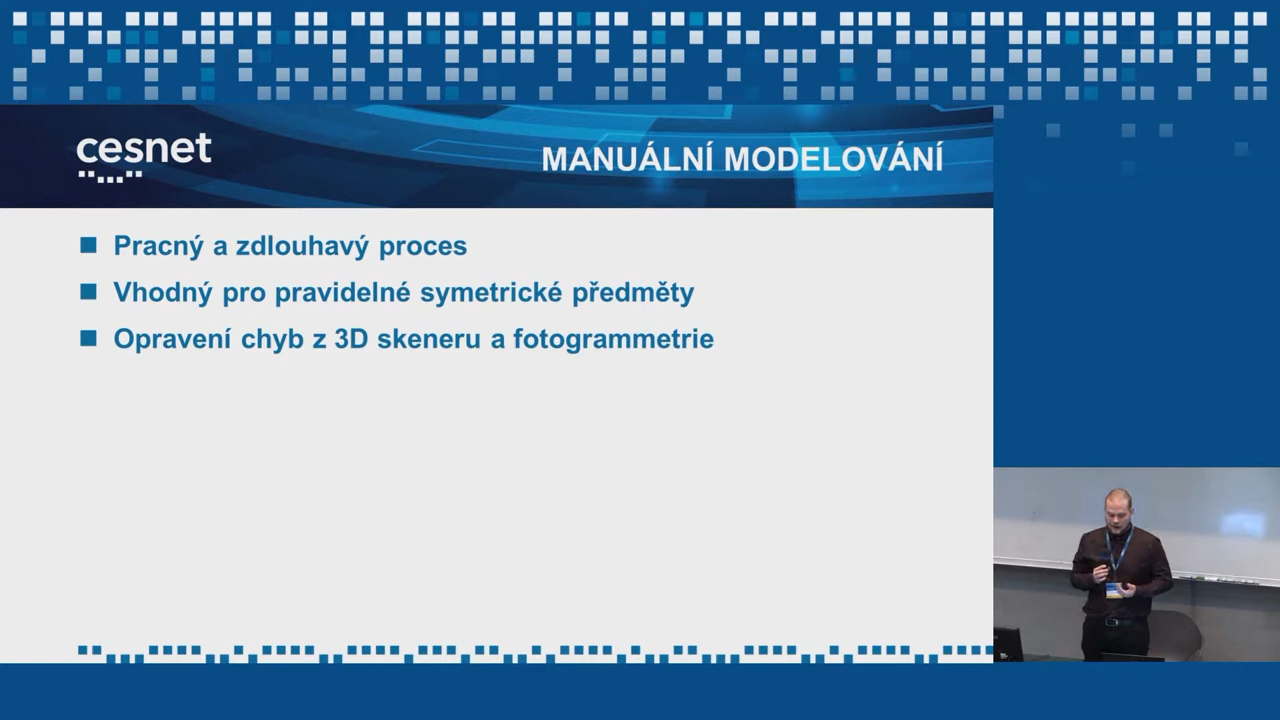 cesnet
MANUÁLNÍ MODELOVÁNÍ
Pracný a zdlouhavý proces
Vhodný pro pravidelné symetrické předměty
Opravení chyb z 3D skeneru a fotogrammetrie